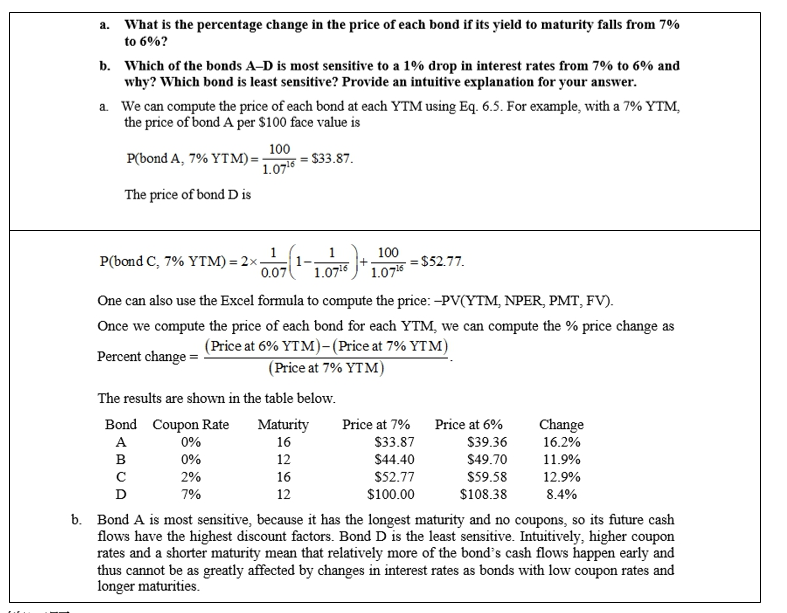 a. What is the percentage change in the price of each bond if its yield to maturity falls from 7%
to 6%?
b. Which of the bonds A–D is most sensitive to a 1% drop in interest rates from 7% to 6% and
why? Which bond is least sensitive? Provide an intuitive explanation for your answer.
a. We can compute the price of each bond at each YTM using Eq. 6.5. For example, with a 7% YTM,
the price of bond A per $100 face value is
P(bond A, 7% YTM) = 100 / 1.07^16 = $33.87.
The price of bond D is
P(bond C, 7% YTM) = 2 × 1/0.07 (1 − 1/1.07^16) + 100/1.07^16 = $52.77.
One can also use the Excel formula to compute the price: –PV(YTM, NPER, PMT, FV).
Once we compute the price of each bond for each YTM, we can compute the % price change as
Percent change = (Price at 6% YTM) − (Price at 7% YTM) / (Price at 7% YTM).
The results are shown in the table below.
Bond Coupon Rate Maturity Price at 7% Price at 6% Change
A 0% 16 $33.87 $39.36 16.2%
B 0% 12 $44.40 $49.70 11.9%
C 2% 16 $52.77 $59.58 12.9%
D 7% 12 $100.00 $108.38 8.4%
b. Bond A is most sensitive, because it has the longest maturity and no coupons, so its future cash
flows have the highest discount factors. Bond D is the least sensitive. Intuitively, higher coupon
rates and a shorter maturity mean that relatively more of the bond's cash flows happen early and
thus cannot be as greatly affected by changes in interest rates as bonds with low coupon rates and
longer maturities.